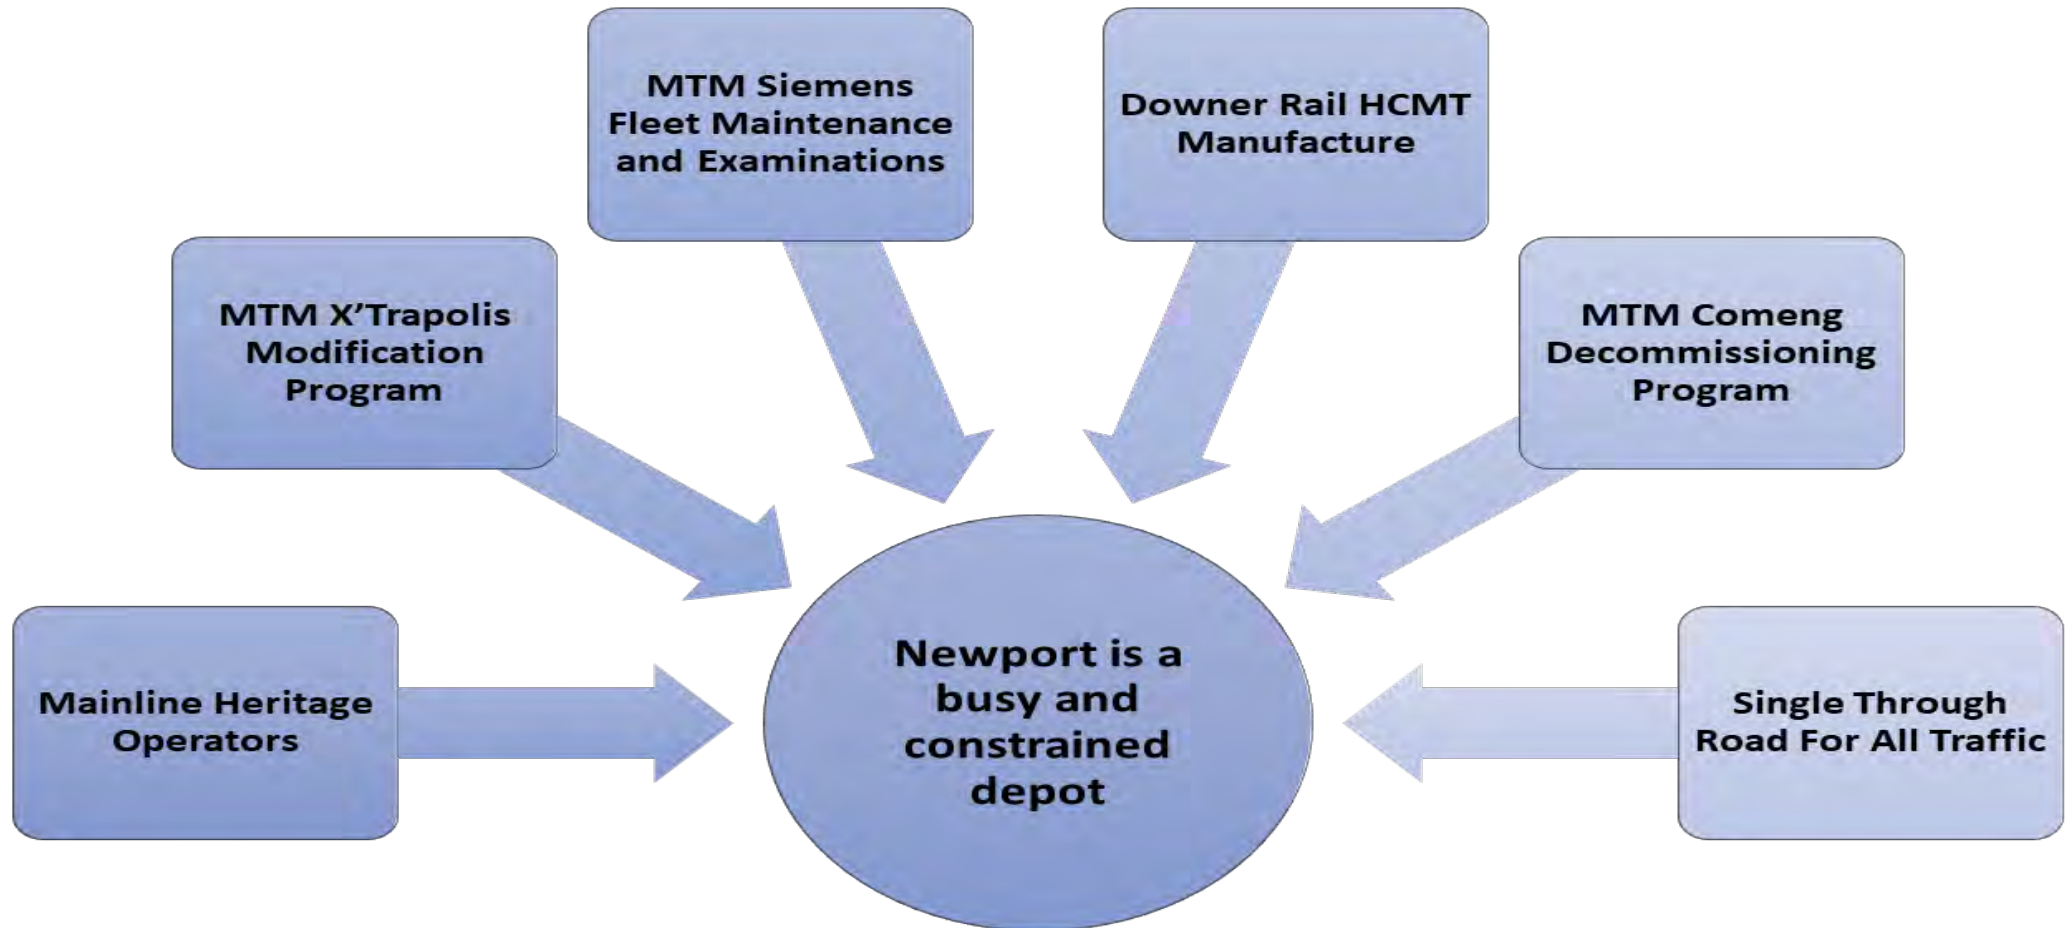 MTM Siemens
Fleet Maintenance
and Examinations
Downer Rail HCMT
Manufacture
MTM X’Trapolis
Modification
Program
MTM Comeng
Decommissioning
Program
Mainline Heritage
Operators
Newport is a
busy and
constrained
depot
Single Through
Road For All Traffic